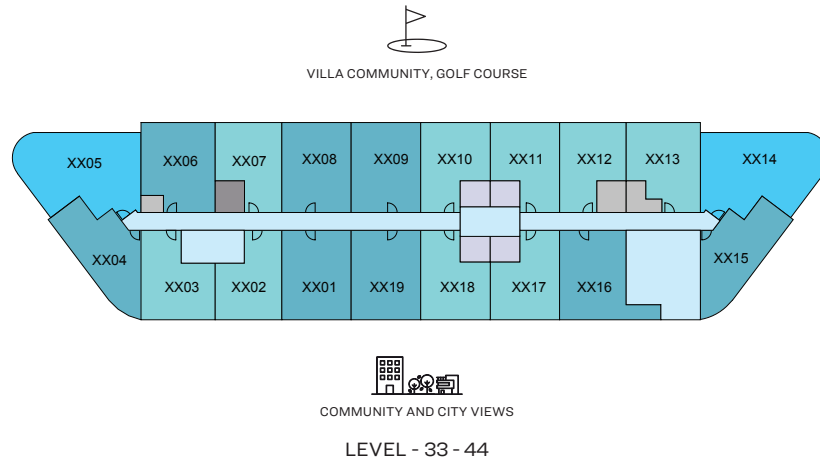 VILLA COMMUNITY, GOLF COURSE
XX05
XX06
XX07
XX08
XX09
XX10
XX11
XX12
XX13
XX14
XX04
XX03
XX02
XX01
XX19
XX18
XX17
XX16
XX15
COMMUNITY AND CITY VIEWS
LEVEL - 33 - 44